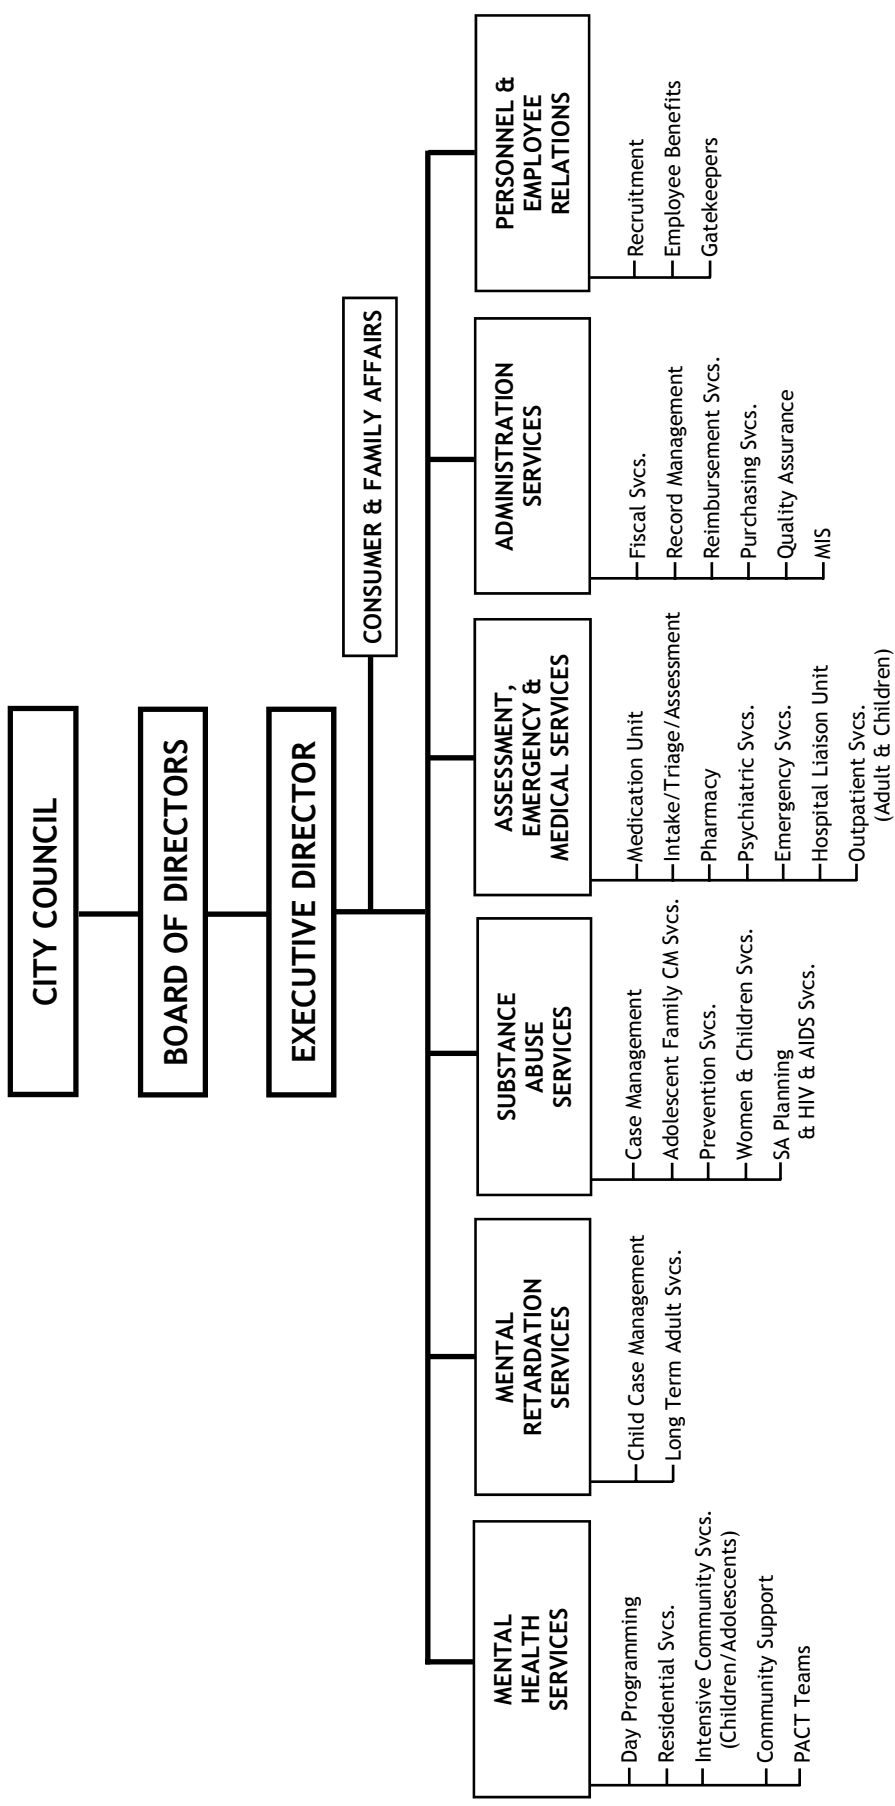 CITY COUNCIL
BOARD OF DIRECTORS
EXECUTIVE DIRECTOR
CONSUMER & FAMILY AFFAIRS
MENTAL
HEALTH
SERVICES
Day Programming
Residential Svcs.
Intensive Community Svcs.
(Children/Adolescents)
Community Support
PACT Teams
MENTAL
RETARDATION
SERVICES
Child Case Management
Long Term Adult Svcs.
SUBSTANCE
ABUSE
SERVICES
Case Management
Adolescent Family CM Svcs.
Prevention Svcs.
Women & Children Svcs.
SA Planning
& HIV & AIDS Svcs.
ASSESSMENT,
EMERGENCY &
MEDICAL SERVICES
Medication Unit
Intake/Triage/Assessment
Pharmacy
Psychiatric Svcs.
Emergency Svcs.
Hospital Liaison Unit
Outpatient Svcs.
(Adult & Children)
ADMINISTRATION
SERVICES
Fiscal Svcs.
Record Management
Reimbursement Svcs.
Purchasing Svcs.
Quality Assurance
MIS
PERSONNEL &
EMPLOYEE
RELATIONS
Recruitment
Employee Benefits
Gatekeepers